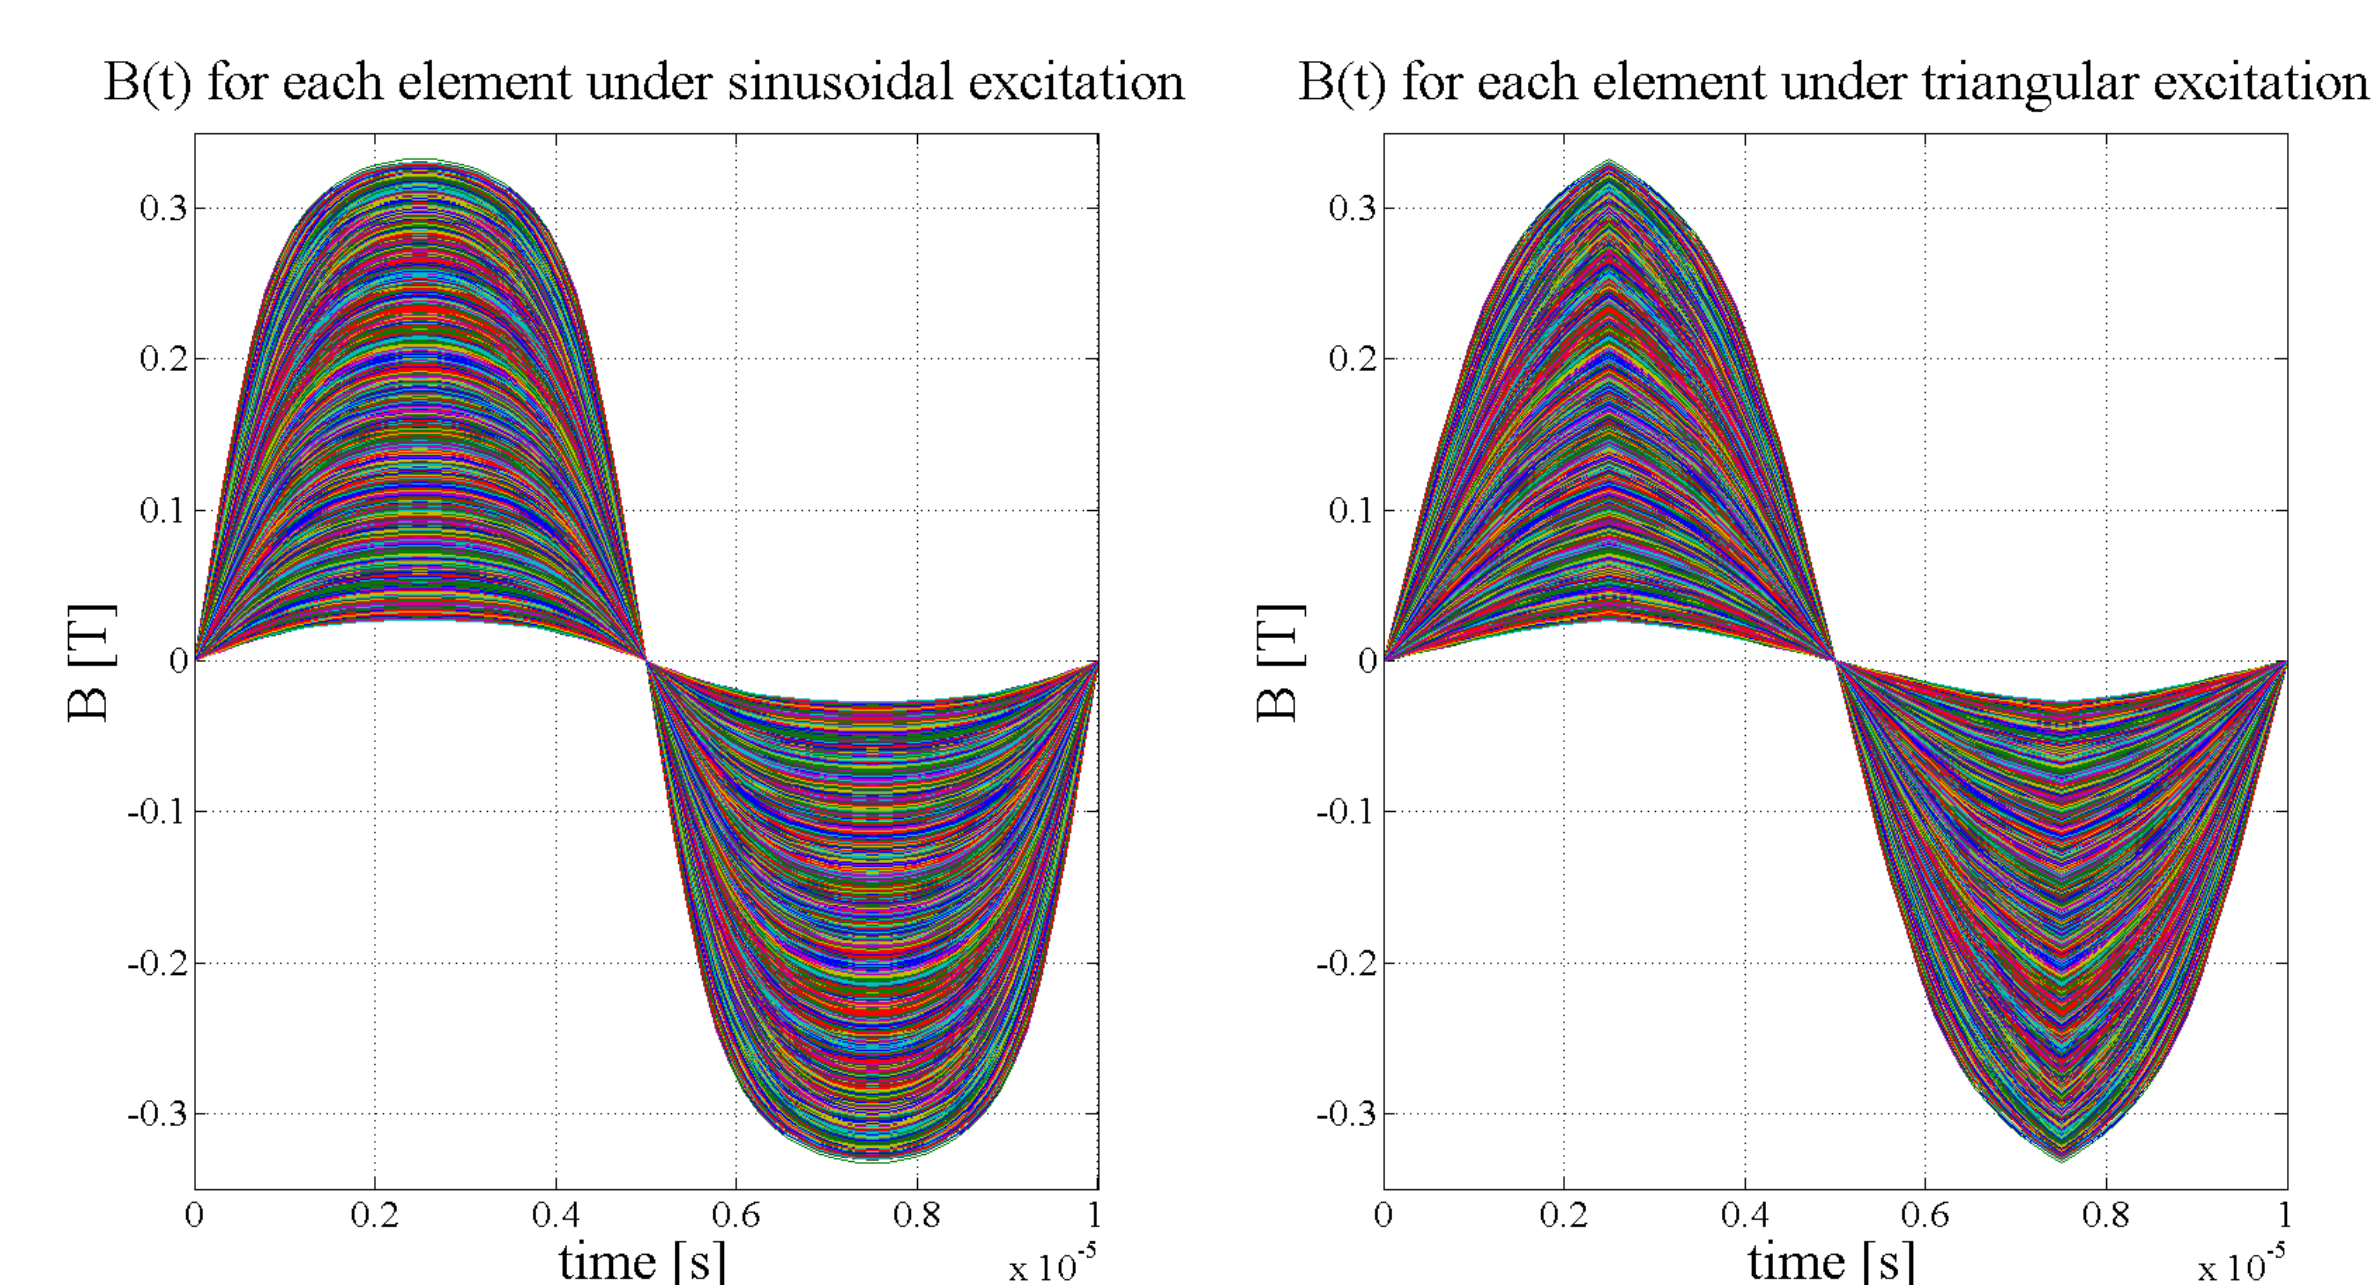 B(t) for each element under sinusoidal excitation
0.3
0.2
0.1
0
-0.1
-0.2
-0.3
B [T]
0 0.2 0.4 0.6 0.8 1
time [s]
x 10-5
B(t) for each element under triangular excitation
0.3
0.2
0.1
0
-0.1
-0.2
-0.3
B [T]
0 0.2 0.4 0.6 0.8 1
time [s]
x 10-5